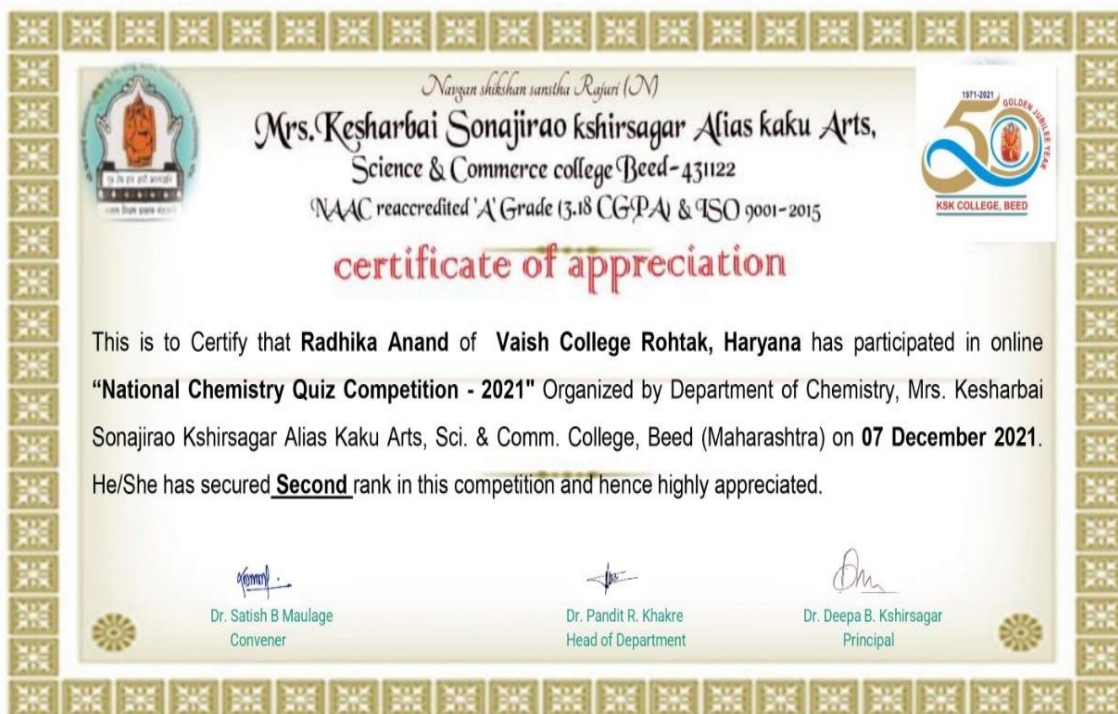 Navgan shikshan sanstha Rajuri (N)
Mrs.Kesharbai Sonajirao kshirsagar Alias kaku Arts,
Science & Commerce college Beed-431122
NAAC reaccredited 'A' Grade (3.18 CGPA) & ISO 9001-2015
1971-2021
GOLDEN JUBILEE YEAR
50
KSK COLLEGE, BEED
certificate of appreciation
This is to Certify that Radhika Anand of Vaish College Rohtak, Haryana has participated in online
“National Chemistry Quiz Competition - 2021" Organized by Department of Chemistry, Mrs. Kesharbai
Sonajirao Kshirsagar Alias Kaku Arts, Sci. & Comm. College, Beed (Maharashtra) on 07 December 2021.
He/She has secured Second rank in this competition and hence highly appreciated.
Dr. Satish B Maulage
Convener
Dr. Pandit R. Khakre
Head of Department
Dr. Deepa B. Kshirsagar
Principal